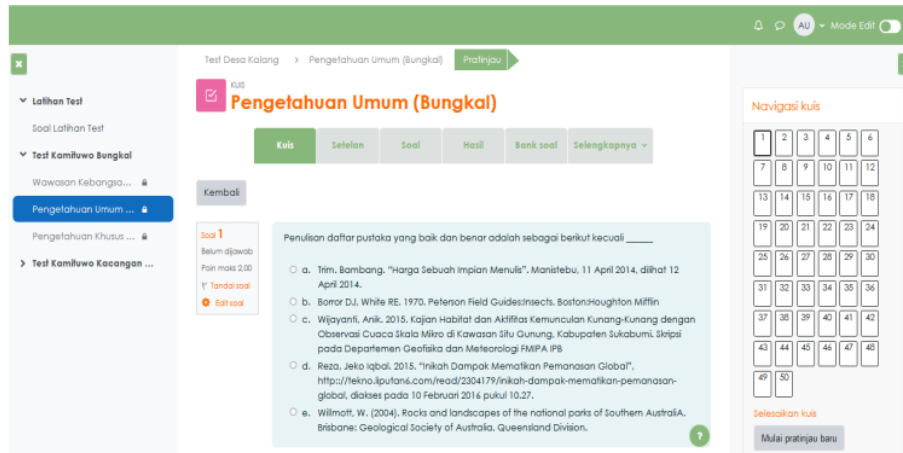 AU Mode Edit
Test Desa Kalang > Pengetahuan Umum (Bungkal) Pratinjau
KUIS
Pengetahuan Umum (Bungkal)
Kuis Setelan Soal Hasil Bank soal Selengkapnya
Kembali
Latihan Test
Soal Latihan Test
Test Kamituwo Bungkal
Wawasan Kebangsa...
Pengetahuan Umum ...
Pengetahuan Khusus ...
Test Kamituwo Kacangan ...
Soal 1
Belum dijawab
Poin maks 2,00
Tandai soal
Edit soal
Penulisan daftar pustaka yang baik dan benar adalah sebagai berikut kecuali _____
a. Trim. Bambang. "Harga Sebuah Impian Menulis". Manistebu, 11 April 2014, dilihat 12
April 2014.
b. Borror DJ. White RE. 1970. Peterson Field Guides:Insects. Boston:Houghton Mifflin
c. Wijayanti, Anik. 2015. Kajian Habitat dan Aktifitas Kemunculan Kunang-Kunang dengan
Observasi Cuaca Skala Mikro di Kawasan Situ Gunung, Kabupaten Sukabumi. Skripsi
pada Departemen Geofisika dan Meteorologi FMIPA IPB
d. Reza, Jeko Iqbal. 2015. "Inikah Dampak Mematikan Pemanasan Global",
http://tekno.liputan6.com/read/2304179/inikah-dampak-mematikan-pemanasan-
global, diakses pada 10 Februari 2016 pukul 10.27.
e. Willmott, W. (2004). Rocks and landscapes of the national parks of Southern AustraliA.
Brisbane: Geological Society of Australia. Queensland Division.
?
Navigasi kuis
1 2 3 4 5 6
7 8 9 10 11 12
13 14 15 16 17 18
19 20 21 22 23 24
25 26 27 28 29 30
31 32 33 34 35 36
37 38 39 40 41 42
43 44 45 46 47 48
49 50
Selesaikan kuis
Mulai pratinjau baru